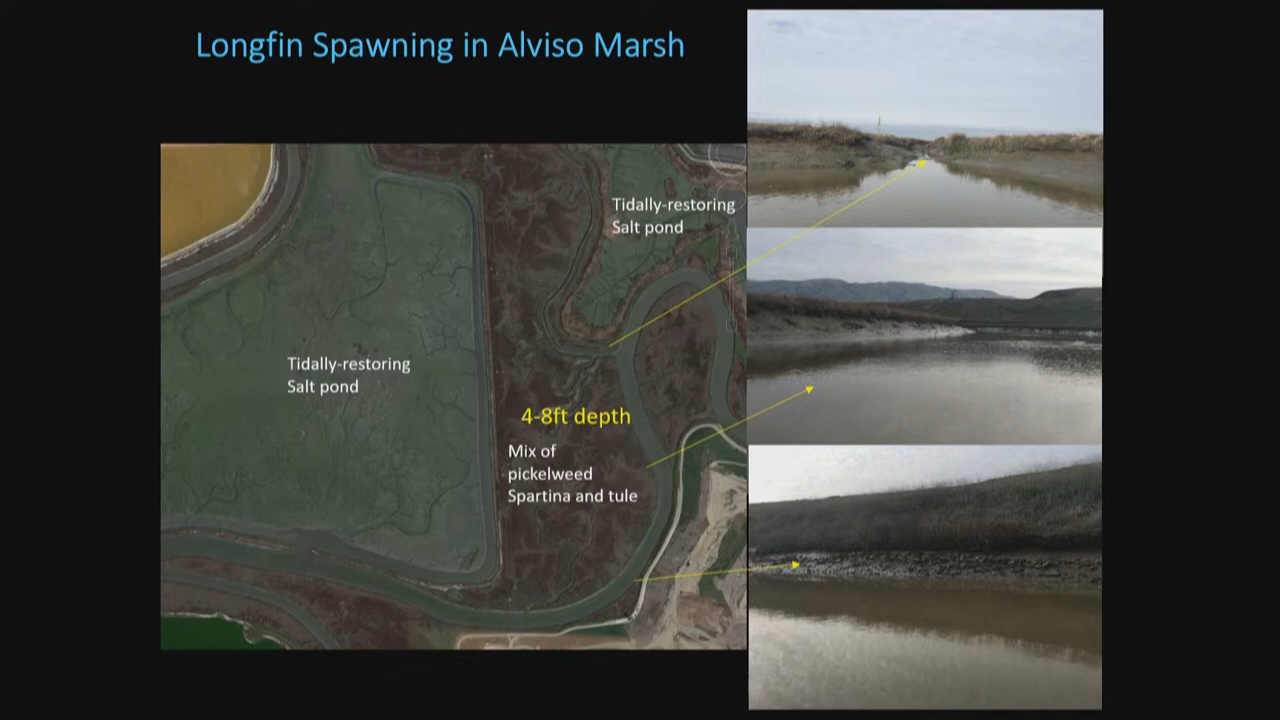 Longfin Spawning in Alviso Marsh
Tidally-restoring
Salt pond
Tidally-restoring
Salt pond
4-8ft depth
Mix of
pickelweed
Spartina and tule